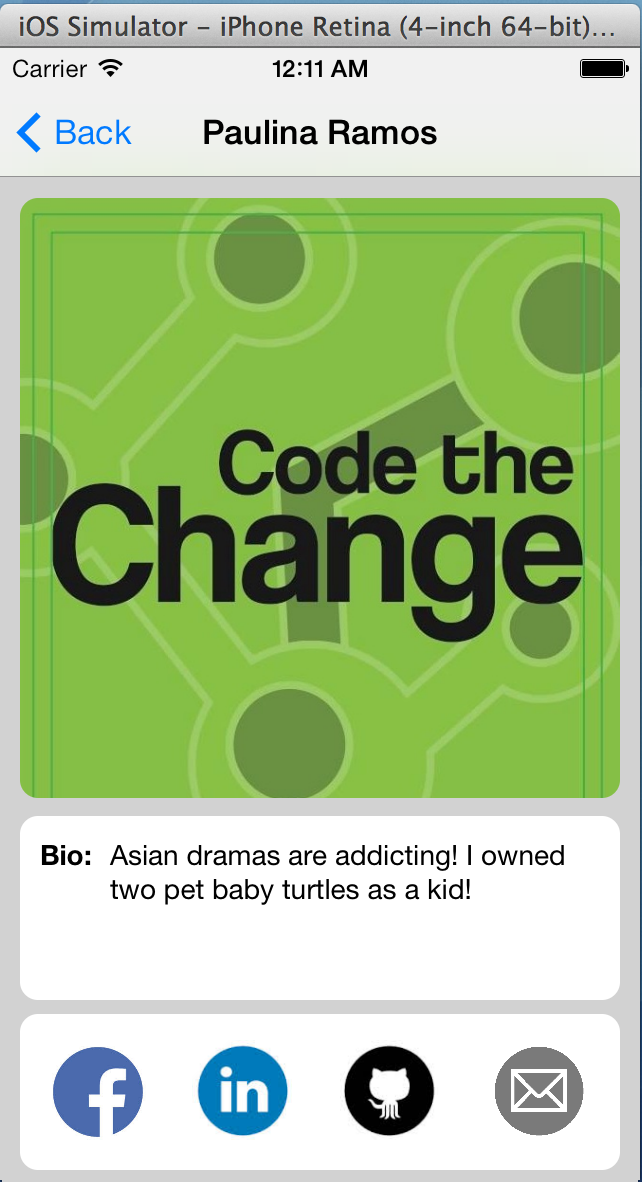 iOS Simulator – iPhone Retina (4-inch 64-bit)...
Carrier 12:11 AM
Back Paulina Ramos
Code the
Change
Bio: Asian dramas are addicting! I owned
two pet baby turtles as a kid!
f in